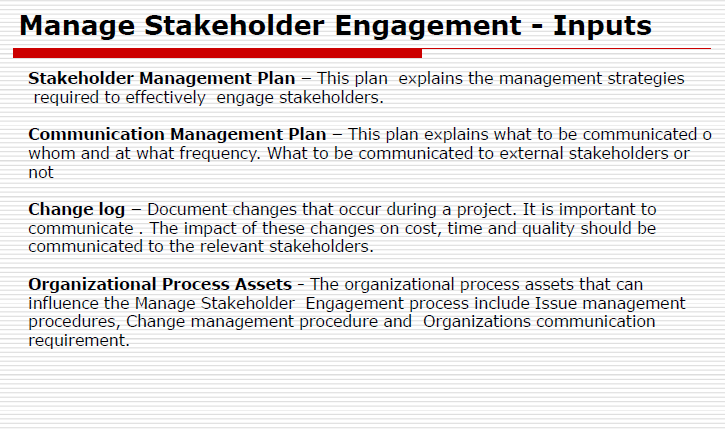 Manage Stakeholder Engagement - Inputs
Stakeholder Management Plan – This plan explains the management strategies
required to effectively engage stakeholders.
Communication Management Plan – This plan explains what to be communicated o
whom and at what frequency. What to be communicated to external stakeholders or
not
Change log – Document changes that occur during a project. It is important to
communicate . The impact of these changes on cost, time and quality should be
communicated to the relevant stakeholders.
Organizational Process Assets - The organizational process assets that can
influence the Manage Stakeholder Engagement process include Issue management
procedures, Change management procedure and Organizations communication
requirement.